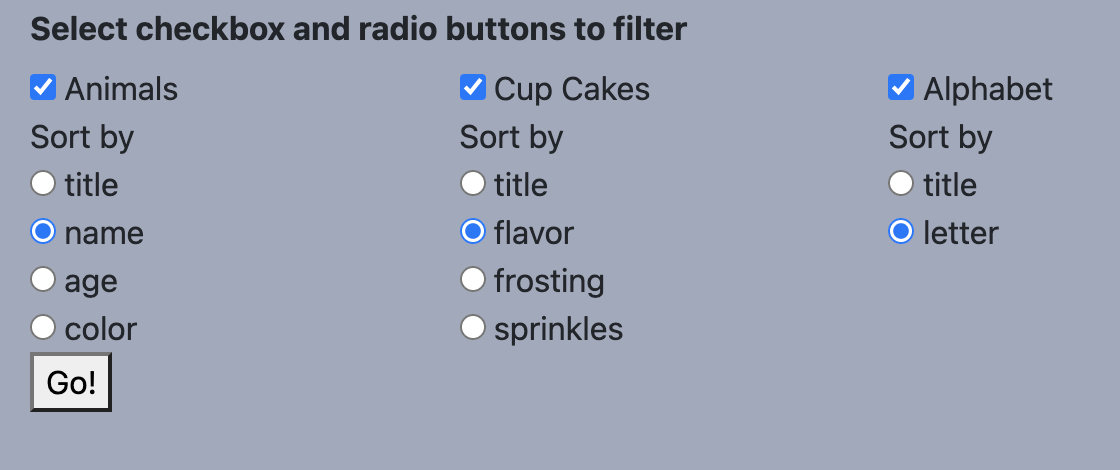 Select checkbox and radio buttons to filter
Animals
Sort by
title
name
age
color
Cup Cakes
Sort by
title
flavor
frosting
sprinkles
Alphabet
Sort by
title
letter
Go!